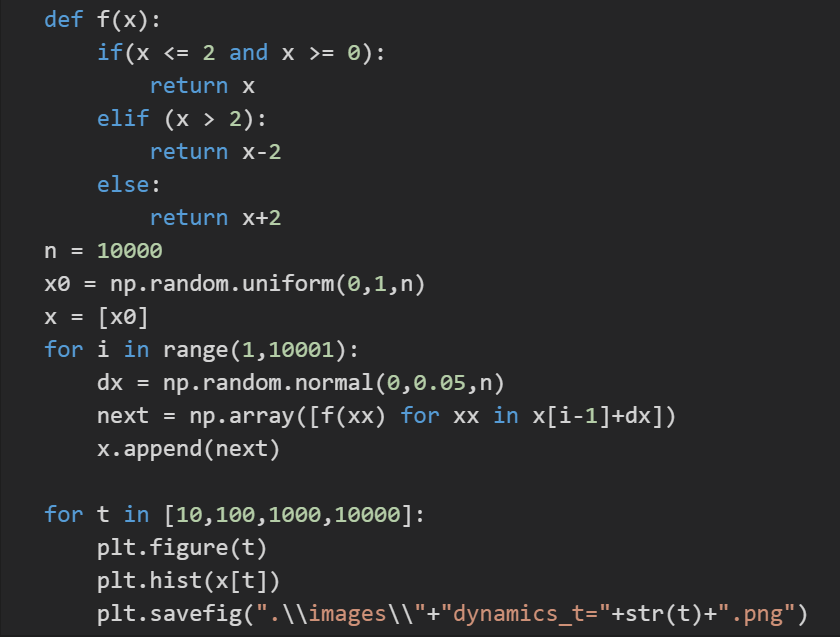 def f(x):
    if(x <= 2 and x >= 0):
        return x
    elif (x > 2):
        return x-2
    else:
        return x+2
n = 10000
x0 = np.random.uniform(0,1,n)
x = [x0]
for i in range(1,10001):
    dx = np.random.normal(0,0.05,n)
    next = np.array([f(xx) for xx in x[i-1]+dx])
    x.append(next)

for t in [10,100,1000,10000]:
    plt.figure(t)
    plt.hist(x[t])
    plt.savefig(".\\images\\"+"dynamics_t="+str(t)+".png")